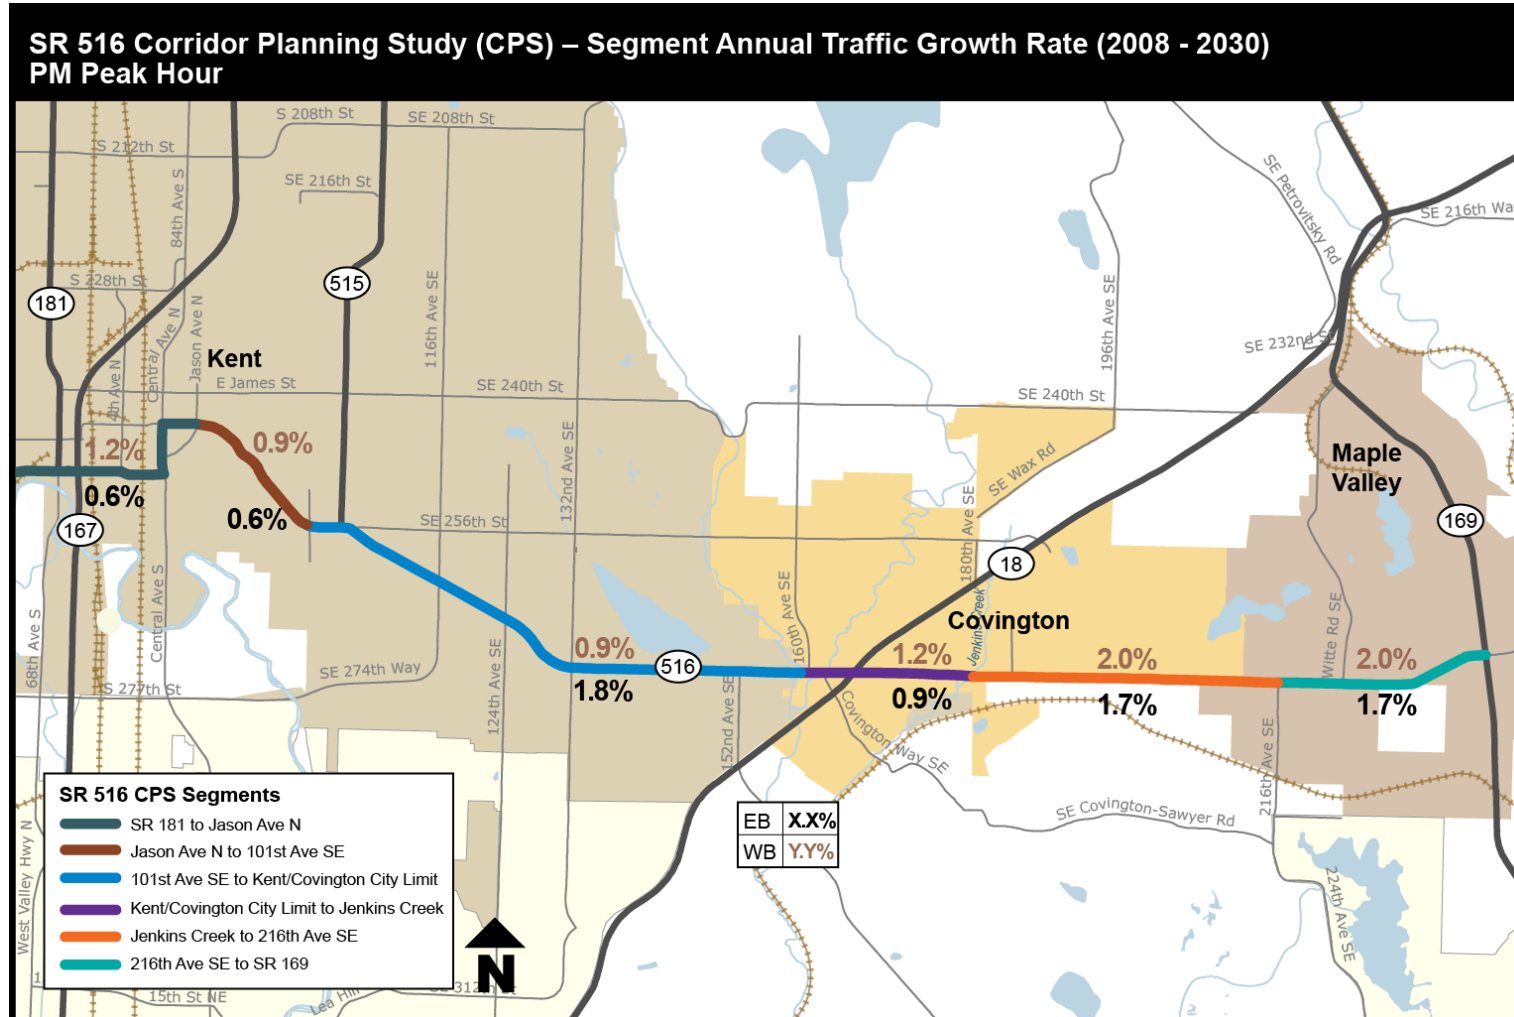 SR 516 Corridor Planning Study (CPS) – Segment Annual Traffic Growth Rate (2008 - 2030)
PM Peak Hour
S 208th St
SE 208th St
S 212th St
SE 216th St
84th Ave S
SE Petrovitsky Rd
SE 216th Way
S 228th St
181
515
116th Ave SE
196th Ave SE
Central Ave N
Jason Ave N
4th Ave N
SE 232nd St
Kent
E James St
SE 240th St
SE 240th St
1.2%
0.9%
132nd Ave SE
SE Wax Rd
Maple
Valley
0.6%
0.6%
SE 256th St
180th Ave SE
167
169
18
Central Ave S
160th Ave SE
Jenkins Creek
Covington
68th Ave S
124th Ave SE
Witte Rd SE
0.9%
516
1.2%
2.0%
2.0%
SE 274th Way
S 277th St
1.8%
0.9%
1.7%
1.7%
152nd Ave SE
Covington Way SE
216th Ave SE
SE Covington-Sawyer Rd
SR 516 CPS Segments
SR 181 to Jason Ave N
Jason Ave N to 101st Ave SE
101st Ave SE to Kent/Covington City Limit
Kent/Covington City Limit to Jenkins Creek
Jenkins Creek to 216th Ave SE
216th Ave SE to SR 169
EB X.X%
WB Y.Y%
West Valley Hwy N
224th Ave SE
N
SE 312th St
15th St NE
Lea Hill